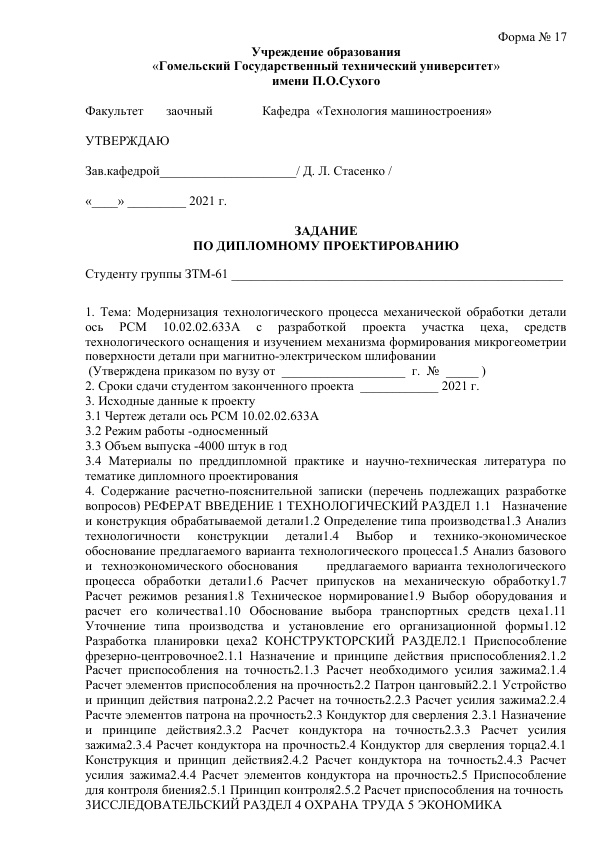 Форма № 17
Учреждение образования
«Гомельский Государственный технический университет»
имени П.О.Сухого
Факультет заочный Кафедра «Технология машиностроения»
УТВЕРЖДАЮ
Зав.кафедрой_____________________/ Д. Л. Стасенко /
«____» _________ 2021 г.
ЗАДАНИЕ
ПО ДИПЛОМНОМУ ПРОЕКТИРОВАНИЮ
Студенту группы ЗТМ-61 ___________________________________________________
1. Тема: Модернизация технологического процесса механической обработки детали
ось РСМ 10.02.02.633А с разработкой проекта участка цеха, средств
технологического оснащения и изучением механизма формирования микрогеометрии
поверхности детали при магнитно-электрическом шлифовании
(Утверждена приказом по вузу от ___________________ г. № _____ )
2. Сроки сдачи студентом законченного проекта ____________ 2021 г.
3. Исходные данные к проекту
3.1 Чертеж детали ось РСМ 10.02.02.633А
3.2 Режим работы -односменный
3.3 Объем выпуска -4000 штук в год
3.4 Материалы по преддипломной практике и научно-техническая литература по
тематике дипломного проектирования
4. Содержание расчетно-пояснительной записки (перечень подлежащих разработке
вопросов) РЕФЕРАТ ВВЕДЕНИЕ 1 ТЕХНОЛОГИЧЕСКИЙ РАЗДЕЛ 1.1 Назначение
и конструкция обрабатываемой детали1.2 Определение типа производства1.3 Анализ
технологичности конструкции детали1.4 Выбор и технико-экономическое
обоснование предлагаемого варианта технологического процесса1.5 Анализ базового
и техноэкономического обоснования предлагаемого варианта технологического
процесса обработки детали1.6 Расчет припусков на механическую обработку1.7
Расчет режимов резания1.8 Техническое нормирование1.9 Выбор оборудования и
расчет его количества1.10 Обоснование выбора транспортных средств цеха1.11
Уточнение типа производства и установление его организационной формы1.12
Разработка планировки цеха2 КОНСТРУКТОРСКИЙ РАЗДЕЛ2.1 Приспособление
фрезерно-центровочное2.1.1 Назначение и принципе действия приспособления2.1.2
Расчет приспособления на точность2.1.3 Расчет необходимого усилия зажима2.1.4
Расчет элементов приспособления на прочность2.2 Патрон цанговый2.2.1 Устройство
и принцип действия патрона2.2.2 Расчет на точность2.2.3 Расчет усилия зажима2.2.4
Расчте элементов патрона на прочность2.3 Кондуктор для сверления 2.3.1 Назначение
и принципе действия2.3.2 Расчет кондуктора на точность2.3.3 Расчет усилия
зажима2.3.4 Расчет кондуктора на прочность2.4 Кондуктор для сверления торца2.4.1
Конструкция и принцип действия2.4.2 Расчет кондуктора на точность2.4.3 Расчет
усилия зажима2.4.4 Расчет элементов кондуктора на прочность2.5 Приспособление
для контроля биения2.5.1 Принцип контроля2.5.2 Расчет приспособления на точность
3ИССЛЕДОВАТЕЛЬСКИЙ РАЗДЕЛ 4 ОХРАНА ТРУДА 5 ЭКОНОМИКА